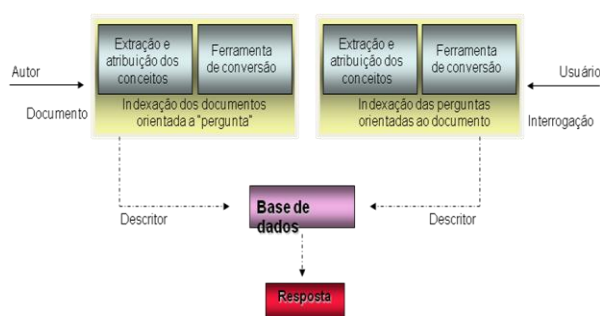 Extração e
atribuição dos
conceitos
Ferramenta
de conversão
Indexação dos documentos
orientada a "pergunta"
Autor
Documento
Extração e
atribuição dos
conceitos
Ferramenta
de conversão
Indexação das perguntas
orientadas ao documento
Usuário
Interrogação
Descritor
Base de
dados
Descritor
Resposta